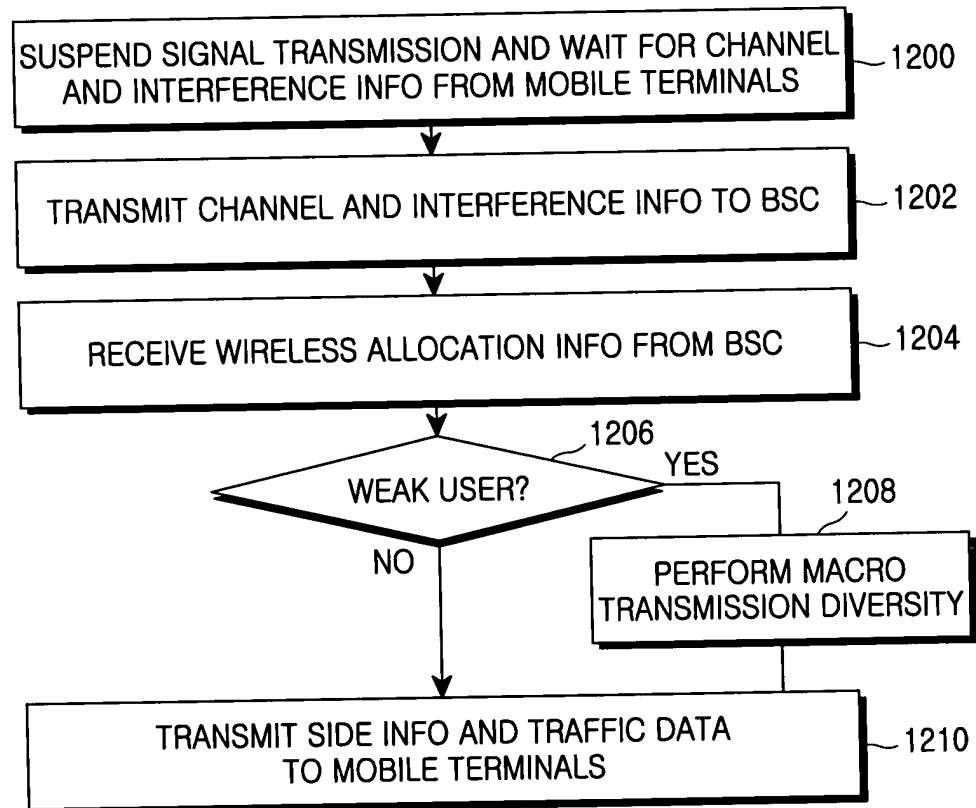 SUSPEND SIGNAL TRANSMISSION AND WAIT FOR CHANNEL
AND INTERFERENCE INFO FROM MOBILE TERMINALS
1200
TRANSMIT CHANNEL AND INTERFERENCE INFO TO BSC
1202
RECEIVE WIRELESS ALLOCATION INFO FROM BSC
1204
1206
WEAK USER?
YES
NO
1208
PERFORM MACRO
TRANSMISSION DIVERSITY
TRANSMIT SIDE INFO AND TRAFFIC DATA
TO MOBILE TERMINALS
1210